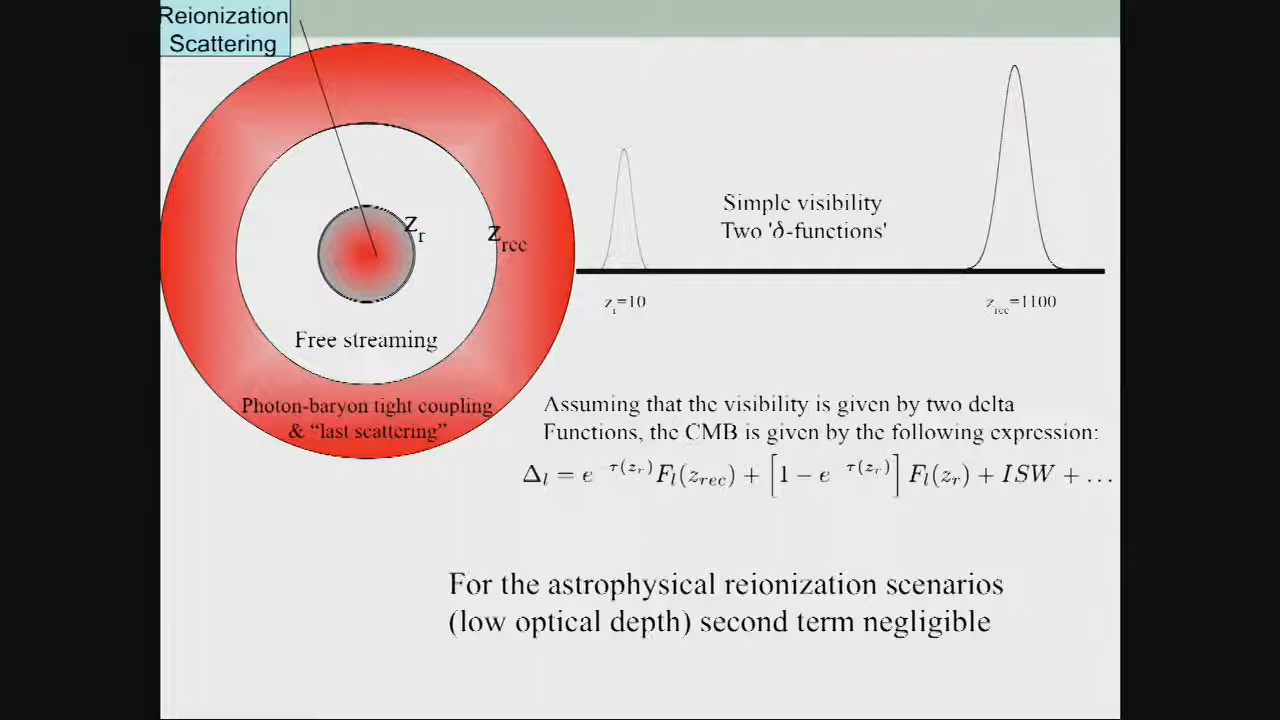 Reionization
Scattering
z_r
z_rec
Free streaming
Photon-baryon tight coupling
& “last scattering”
Simple visibility
Two 'δ-functions'
z_r=10
z_rec=1100
Assuming that the visibility is given by two delta
Functions, the CMB is given by the following expression:
Δ_l = e^{τ(z_r)} F_l(z_{rec}) + [1 − e^{τ(z_r)}] F_l(z_r) + ISW + ...
For the astrophysical reionization scenarios
(low optical depth) second term negligible